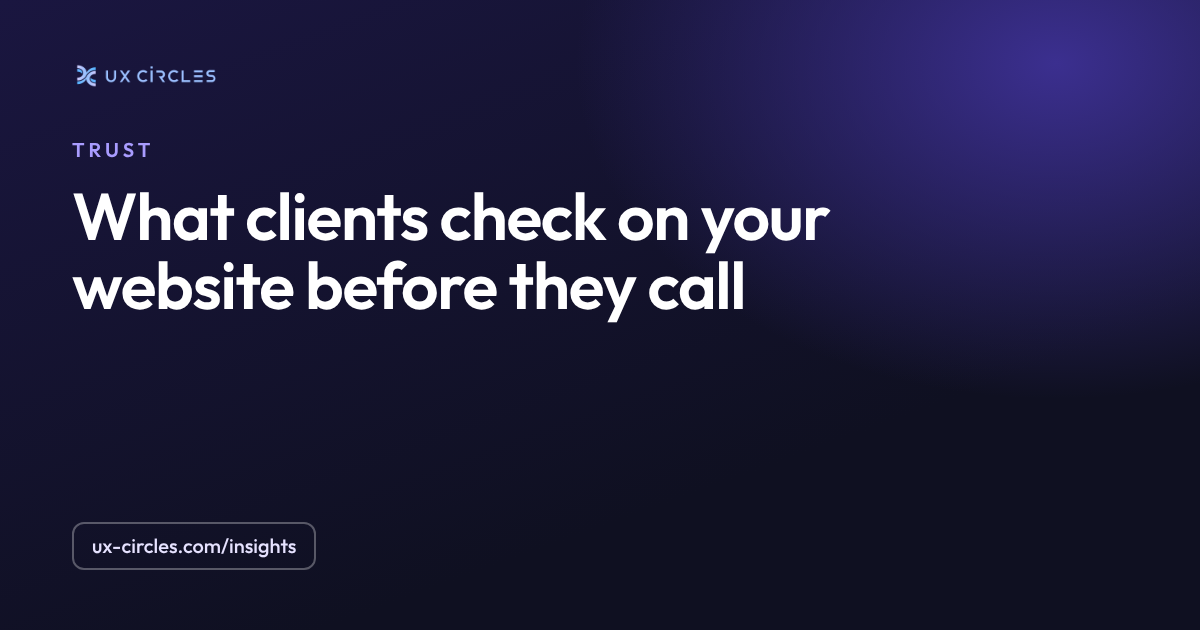 UX CIRCLES
TRUST
What clients check on your
website before they call
ux-circles.com/insights